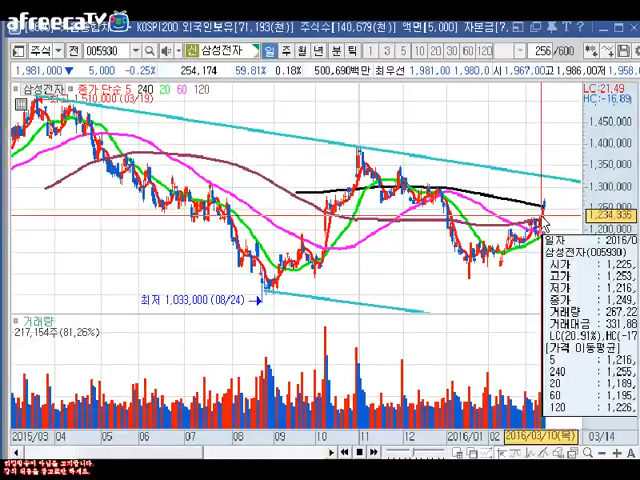 afreecaTV
KOSPI200 외국인보유[71,193(천)] 주식수[140,679(천)] 액면[5,000] 자본금[7,
주식 전 005930 신 삼성전자 일 주 월 분 년 분 틱 1 3 5 10 20 30 60 120 256 /600
1,981,000 ▼ 5,000 -0.25% 254,174 59.81% 0.18% 500,690백만 최우선 1,981,00 1,980,00 시 1,967,00 고 1,986,00 저
삼성전자 종가 단순 5, 240 20 60 120
최고 1,510,000 (03/19)
LC:21,49
HC:-16,89
1,450,000
1,400,000
1,350,000
1,300,000
1,234,335
1,200,000
최저 1,033,000 (08/24)
일자 : 2016/0
삼성전자(005930)
시가 : 1,225,
고가 : 1,253,
저가 : 1,216,
종가 : 1,249,
거래량 : 267,22
거래대금 : 331,88
LC(20.91%),HC(-17
[가격 이동평균]
5 : 1,216,
240 : 1,255,
20 : 1,189,
60 : 1,195,
120 : 1,226,
거래량
217,154주(81,26%)
2015/03 04 05 06 07 08 09 10 11 12 2016/01 02 2016/03/10(목) 03/14